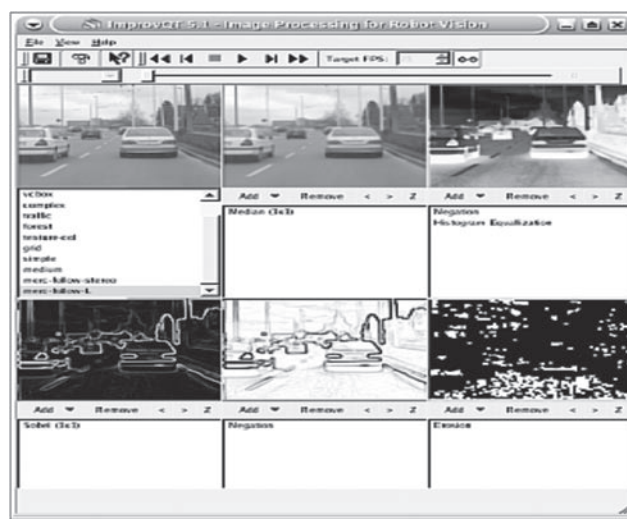 ImprovQT 5.1 - Image Processing for Robot Vision
File View Help
Target FPS:
Add Remove < > Z
Add Remove < > Z
vcbox
complex
traffic
forest
texture-col
grid
simple
medium
merc-follow-stereo
merc-follow-L
Median (3x3)
Negation
Histogram Equalization
Add Remove < > Z
Add Remove < > Z
Add Remove < > Z
Sobel (3x3)
Negation
Erosion